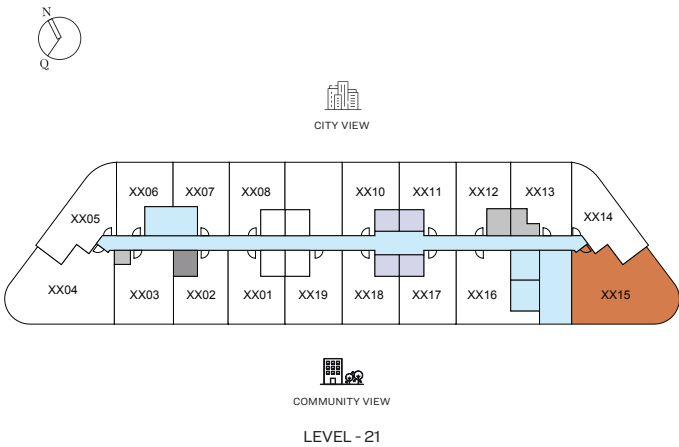 N
Q
CITY VIEW
XX06 XX07 XX08 XX10 XX11 XX12 XX13
XX05 XX14
XX04 XX03 XX02 XX01 XX19 XX18 XX17 XX16 XX15
COMMUNITY VIEW
LEVEL - 21